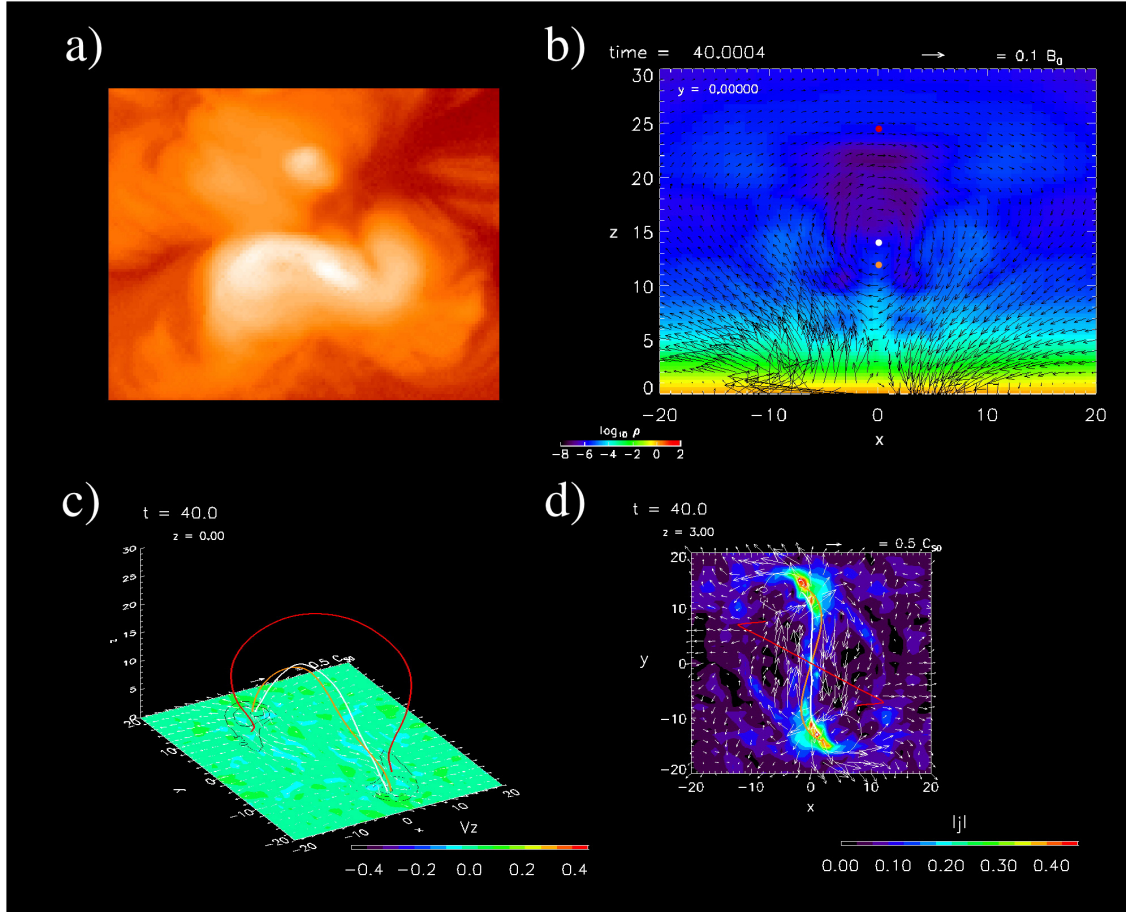 a)
b)
time = 40.0004
= 0.1 B₀
y = 0.00000
30
25
20
15
10
5
0
z
−20
−10
0
10
20
x
log₁₀ ρ
−8 −6 −4 −2 0 2
c)
t = 40.0
z = 0.00
30
25
20
15
10
5
0
z
0.5 C
20
10
0
−10
−20
y
−20
−10
0
10
20
x
Vz
−0.4 −0.2 0.0 0.2 0.4
d)
t = 40.0
z = 3.00
= 0.5 C_S0
20
10
0
−10
−20
y
−20
−10
0
10
20
x
|j|
0.00 0.10 0.20 0.30 0.40